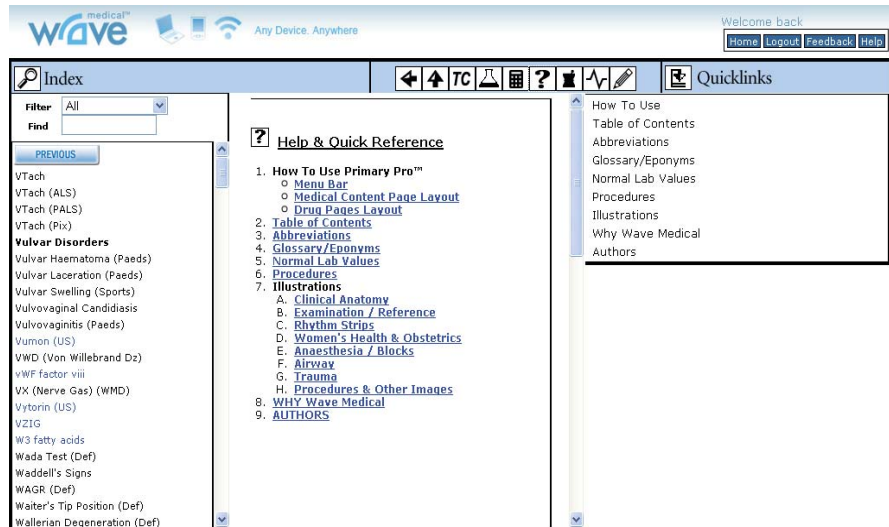 medical™
wave
Any Device. Anywhere
Welcome back
Home Logout Feedback Help
Index
TC
?
Quicklinks
Filter All
Find
PREVIOUS
VTach
VTach (ALS)
VTach (PALS)
VTach (Pix)
Vulvar Disorders
Vulvar Haematoma (Paeds)
Vulvar Laceration (Paeds)
Vulvar Swelling (Sports)
Vulvovaginal Candidiasis
Vulvovaginitis (Paeds)
Vumon (US)
VWD (Von Willebrand Dz)
vWF factor viii
VX (Nerve Gas) (WMD)
Vytorin (US)
VZIG
W3 fatty acids
Wada Test (Def)
Waddell's Signs
WAGR (Def)
Waiter's Tip Position (Def)
Wallerian Degeneration (Def)
? Help & Quick Reference
1. How To Use Primary Pro™
o Menu Bar
o Medical Content Page Layout
o Drug Pages Layout
2. Table of Contents
3. Abbreviations
4. Glossary/Eponyms
5. Normal Lab Values
6. Procedures
7. Illustrations
A. Clinical Anatomy
B. Examination / Reference
C. Rhythm Strips
D. Women's Health & Obstetrics
E. Anaesthesia / Blocks
F. Airway
G. Trauma
H. Procedures & Other Images
8. WHY Wave Medical
9. AUTHORS
How To Use
Table of Contents
Abbreviations
Glossary/Eponyms
Normal Lab Values
Procedures
Illustrations
Why Wave Medical
Authors